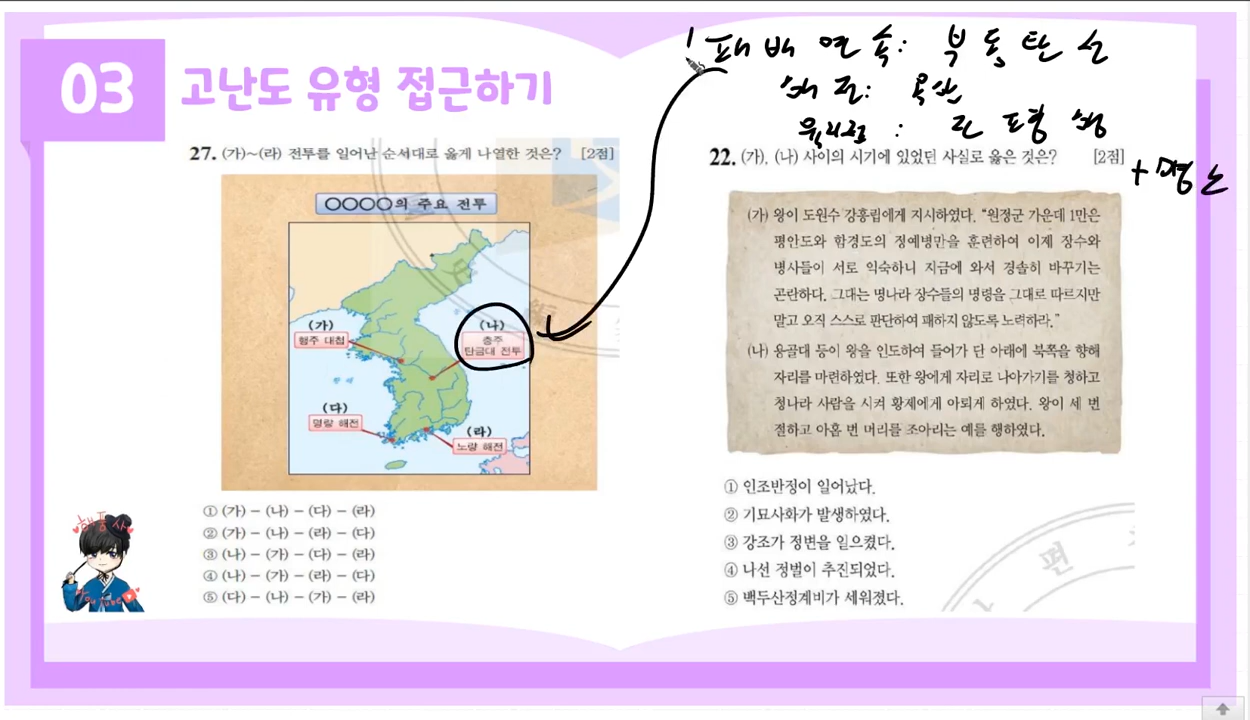 03 고난도 유형 접근하기
1 패배 연속: 부 동 탄 선
해 전: 옥산
육지전 : 진 도행 생
+ 명 노
27. (가)~(라) 전투를 일어난 순서대로 옳게 나열한 것은? [2점]
○○○○의 주요 전투
(가)
행주 대첩
(나)
충주
탄금대 전투
(다)
명량 해전
(라)
노량 해전
① (가) - (나) - (다) - (라)
② (가) - (나) - (라) - (다)
③ (나) - (가) - (다) - (라)
④ (나) - (가) - (라) - (다)
⑤ (다) - (나) - (가) - (라)
해품사
YouTube
22. (가), (나) 사이의 시기에 있었던 사실로 옳은 것은? [2점]
(가) 왕이 도원수 강홍립에게 지시하였다. "원정군 가운데 1만은
평안도와 함경도의 정예병만을 훈련하여 이제 장수와
병사들이 서로 익숙하니 지금에 와서 경솔히 바꾸기는
곤란하다. 그대는 명나라 장수들의 명령을 그대로 따르지만
말고 오직 스스로 판단하여 패하지 않도록 노력하라."
(나) 용골대 등이 왕을 인도하여 들어가 단 아래에 북쪽을 향해
자리를 마련하였다. 또한 왕에게 자리로 나아가기를 청하고
청나라 사람을 시켜 황제에게 아뢰게 하였다. 왕이 세 번
절하고 아홉 번 머리를 조아리는 예를 행하였다.
① 인조반정이 일어났다.
② 기묘사화가 발생하였다.
③ 강조가 정변을 일으켰다.
④ 나선 정벌이 추진되었다.
⑤ 백두산정계비가 세워졌다.
편